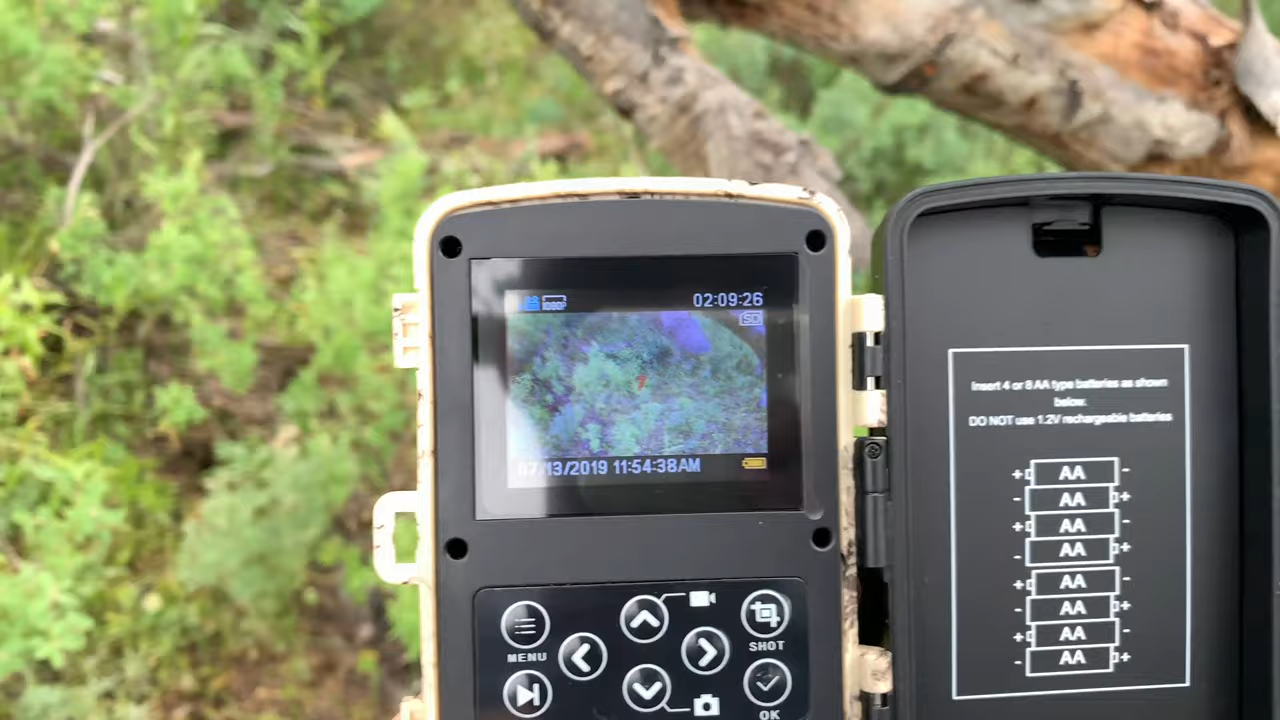 1080P 02:09:26
SD
07/13/2019 11:54:38AM
MENU
SHOT
OK
Insert 4 or 8 AA type batteries as shown
below:
DO NOT use 1.2V rechargeable batteries
+ AA -
- AA +
+ AA -
- AA +
+ AA -
- AA +
+ AA -
- AA +